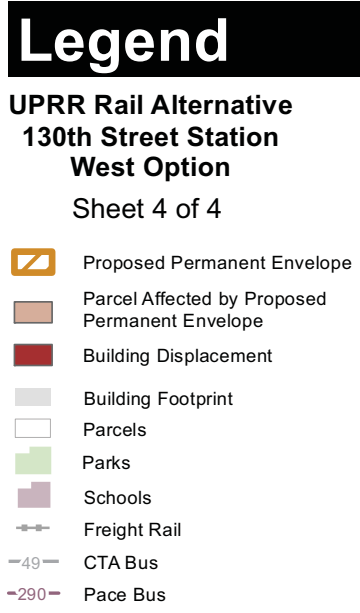 Legend
UPRR Rail Alternative
130th Street Station
West Option
Sheet 4 of 4
Proposed Permanent Envelope
Parcel Affected by Proposed
Permanent Envelope
Building Displacement
Building Footprint
Parcels
Parks
Schools
Freight Rail
49 CTA Bus
290 Pace Bus